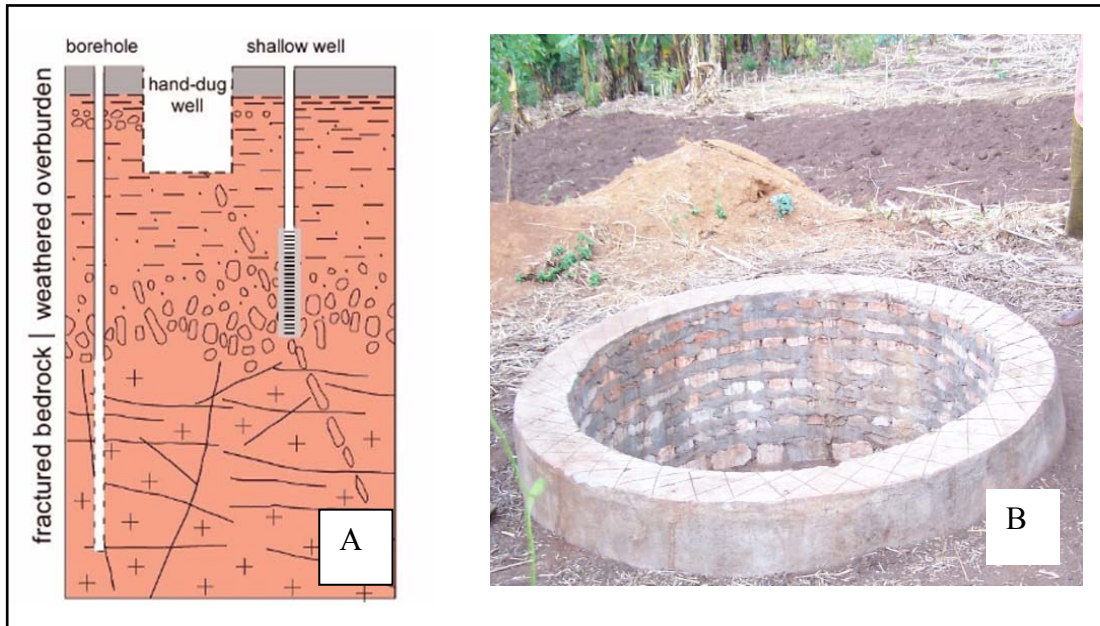 borehole
shallow well
hand-dug
well
weathered overburden
fractured bedrock
A
B